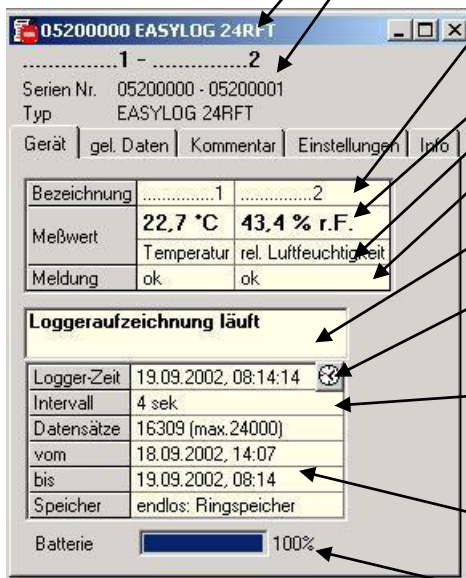 05200000 EASYLOG 24RFT
..............1 - ..............2
Serien Nr. 05200000 - 05200001
Typ EASYLOG 24RFT
Gerät gel. Daten Kommentar Einstellungen Info
Bezeichnung ..............1 ..............2
Meßwert 22,7 °C 43,4 % r.F.
Temperatur rel. Luftfeuchtigkeit
Meldung ok ok
Loggeraufzeichnung läuft
Logger-Zeit 19.09.2002, 08:14:14
Intervall 4 sek
Datensätze 16309 (max.24000)
vom 18.09.2002, 14:07
bis 19.09.2002, 08:14
Speicher endlos: Ringspeicher
Batterie 100%